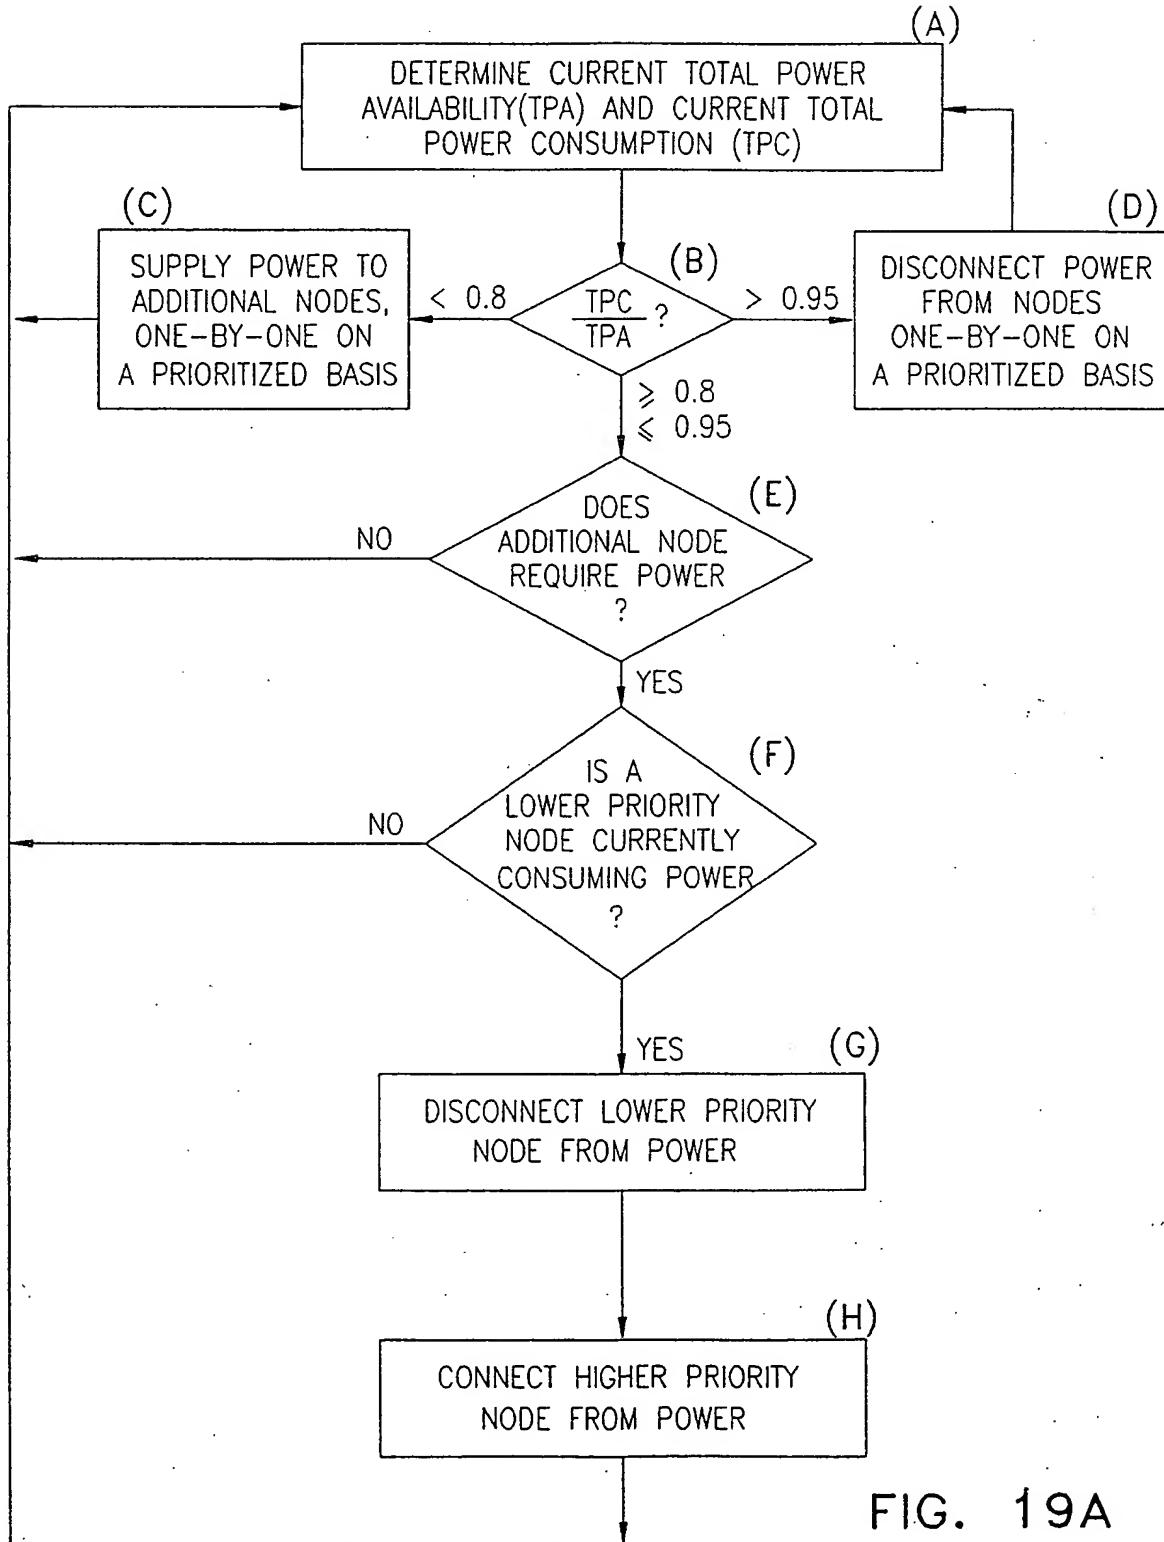 (A)
DETERMINE CURRENT TOTAL POWER
AVAILABILITY(TPA) AND CURRENT TOTAL
POWER CONSUMPTION (TPC)
(C)
SUPPLY POWER TO
ADDITIONAL NODES,
ONE-BY-ONE ON
A PRIORITIZED BASIS
< 0.8
(B)
TPC
TPA
?
> 0.95
(D)
DISCONNECT POWER
FROM NODES
ONE-BY-ONE ON
A PRIORITIZED BASIS
⩾ 0.8
⩽ 0.95
(E)
DOES
ADDITIONAL NODE
REQUIRE POWER
?
NO
YES
(F)
IS A
LOWER PRIORITY
NODE CURRENTLY
CONSUMING POWER
?
NO
YES
(G)
DISCONNECT LOWER PRIORITY
NODE FROM POWER
(H)
CONNECT HIGHER PRIORITY
NODE FROM POWER
FIG. 19A